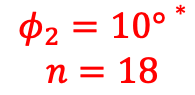 ϕ₂ = 10° *
n = 18